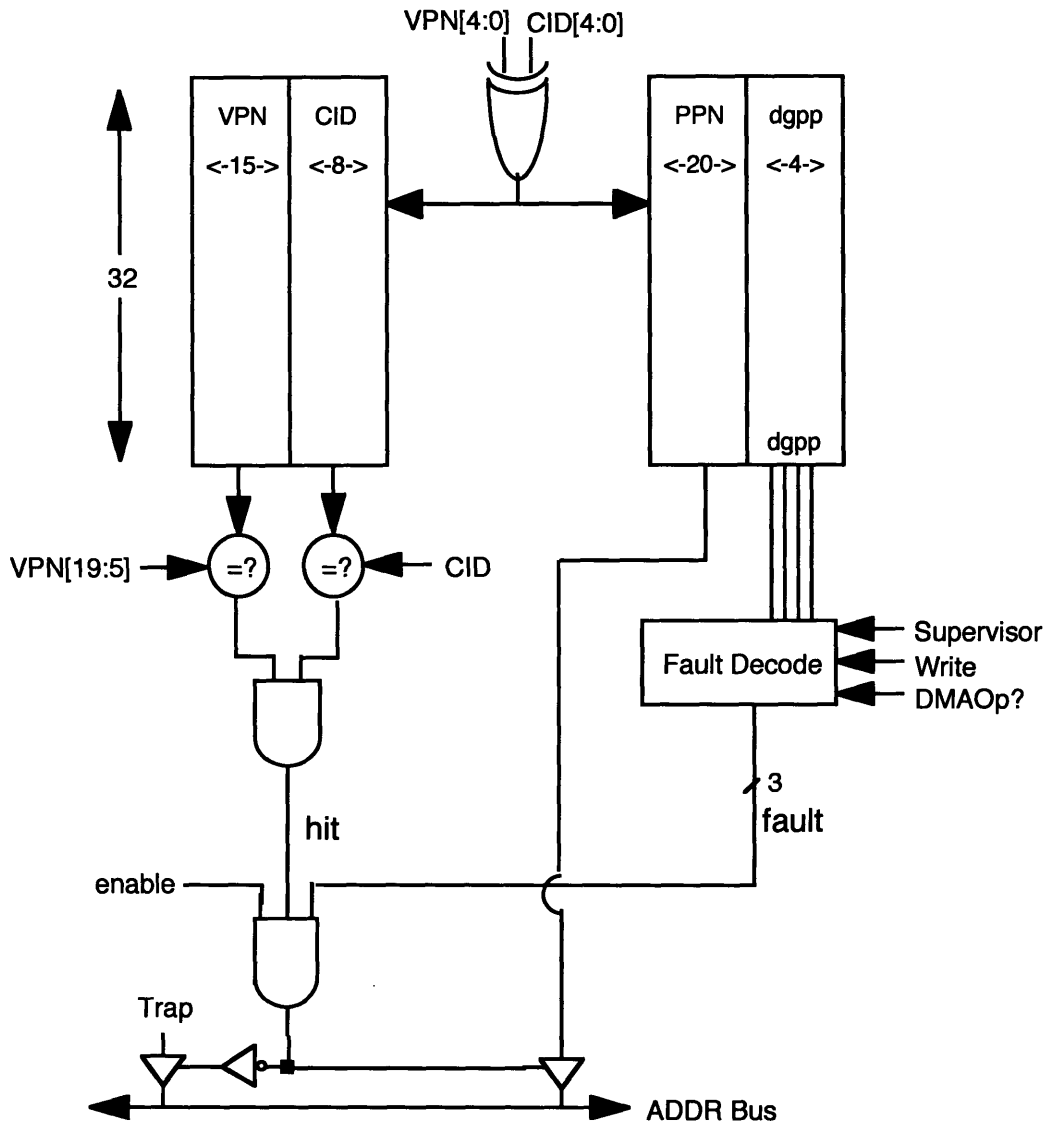 VPN[4:0] CID[4:0]
VPN CID
<-15-> <-8->
PPN dgpp
<-20-> <-4->
32
dgpp
VPN[19:5]
=?
=?
CID
Fault Decode
Supervisor
Write
DMAOp?
3
fault
hit
enable
Trap
ADDR Bus